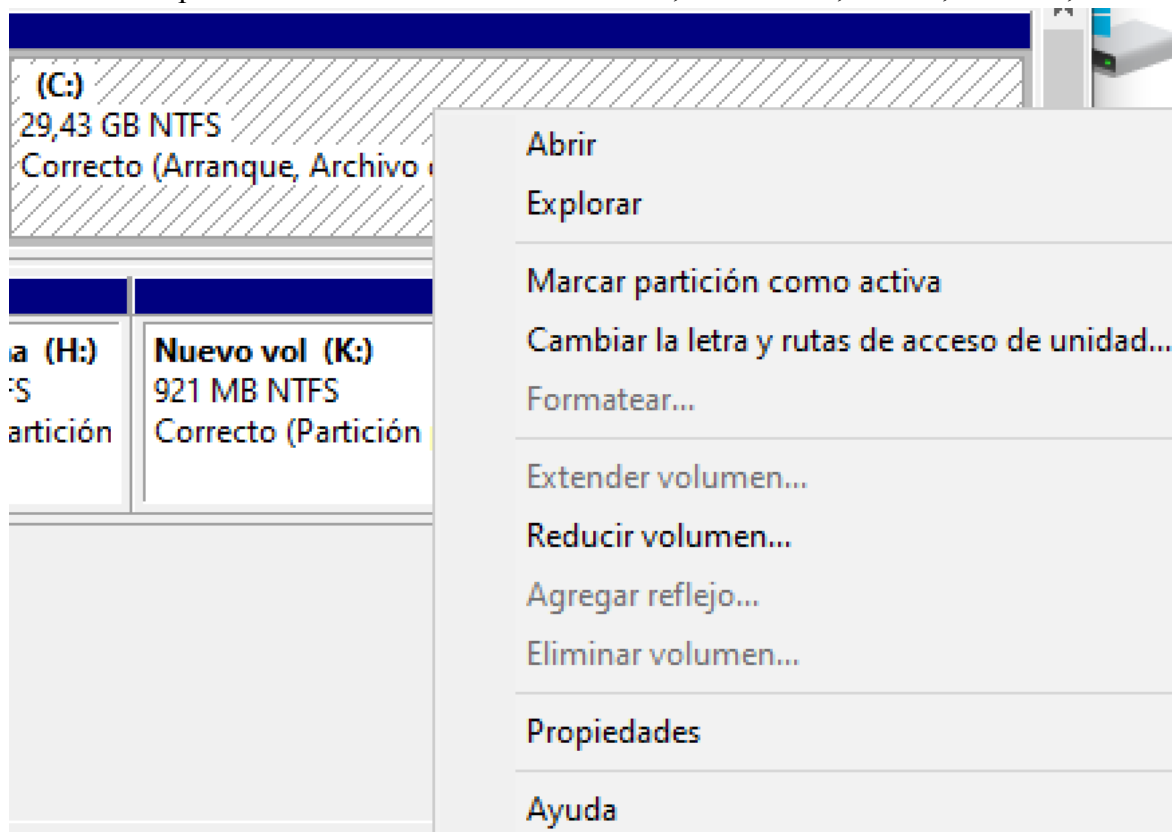 (C:)
29,43 GB NTFS
Correcto (Arranque, Archivo
Abrir
Explorar
Marcar partición como activa
Cambiar la letra y rutas de acceso de unidad...
Formatear...
Extender volumen...
Reducir volumen...
Agregar reflejo...
Eliminar volumen...
Propiedades
Ayuda
(H:)
Nuevo vol (K:)
921 MB NTFS
artición
Correcto (Partición